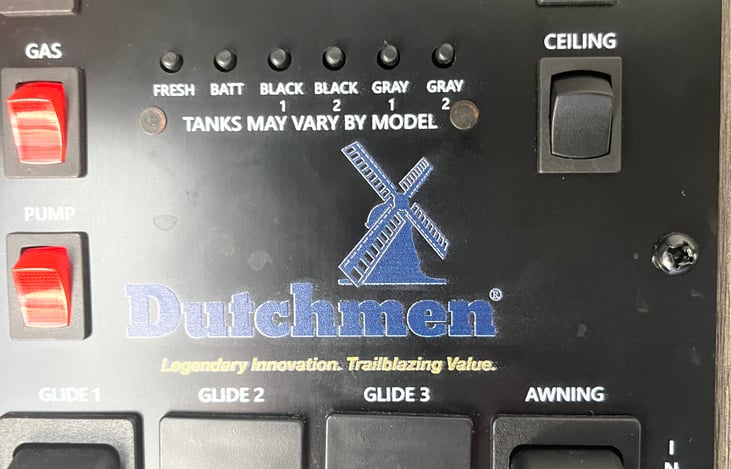 GAS
CEILING
FRESH BATT BLACK 1 BLACK 2 GRAY 1 GRAY 2
TANKS MAY VARY BY MODEL
PUMP
Dutchmen®
Legendary Innovation. Trailblazing Value.
GLIDE 1 GLIDE 2 GLIDE 3 AWNING